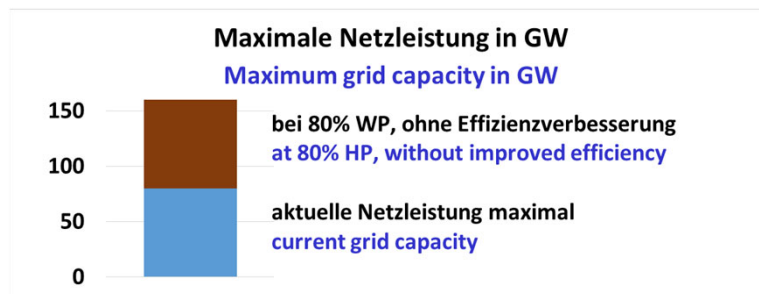 Maximale Netzleistung in GW
Maximum grid capacity in GW
150
bei 80% WP, ohne Effizienzverbesserung
at 80% HP, without improved efficiency
100
50
aktuelle Netzleistung maximal
current grid capacity
0